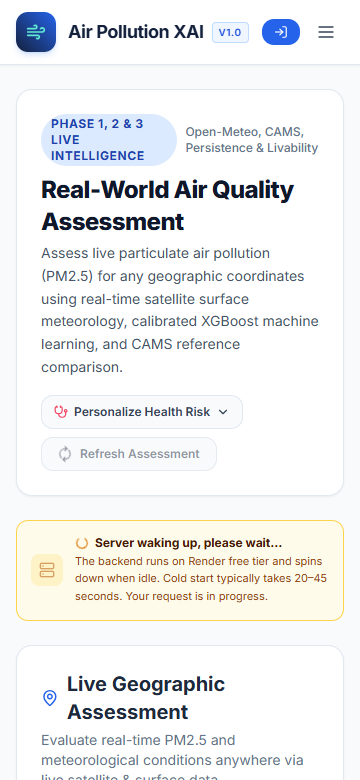 Air Pollution XAI
V1.0
PHASE 1, 2 & 3
LIVE
INTELLIGENCE
Open-Meteo, CAMS,
Persistence & Livability
Real-World Air Quality
Assessment
Assess live particulate air pollution
(PM2.5) for any geographic coordinates
using real-time satellite surface
meteorology, calibrated XGBoost machine
learning, and CAMS reference
comparison.
Personalize Health Risk
Refresh Assessment
Server waking up, please wait...
The backend runs on Render free tier and spins
down when idle. Cold start typically takes 20–45
seconds. Your request is in progress.
Live Geographic
Assessment
Evaluate real-time PM2.5 and
meteorological conditions anywhere via
live satellite & surface data